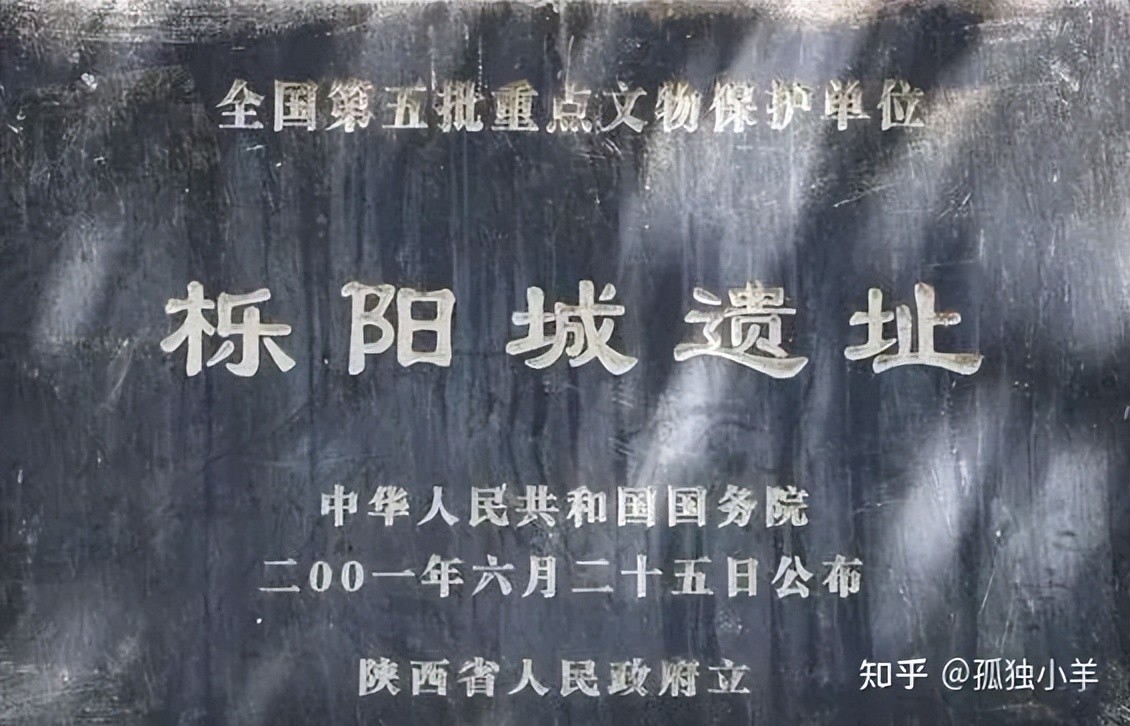 全国第五批重点文物保护单位
栎阳城遗址
中华人民共和国国务院
二00一年六月二十五日公布
陕西省人民政府立
知乎 @孤独小羊